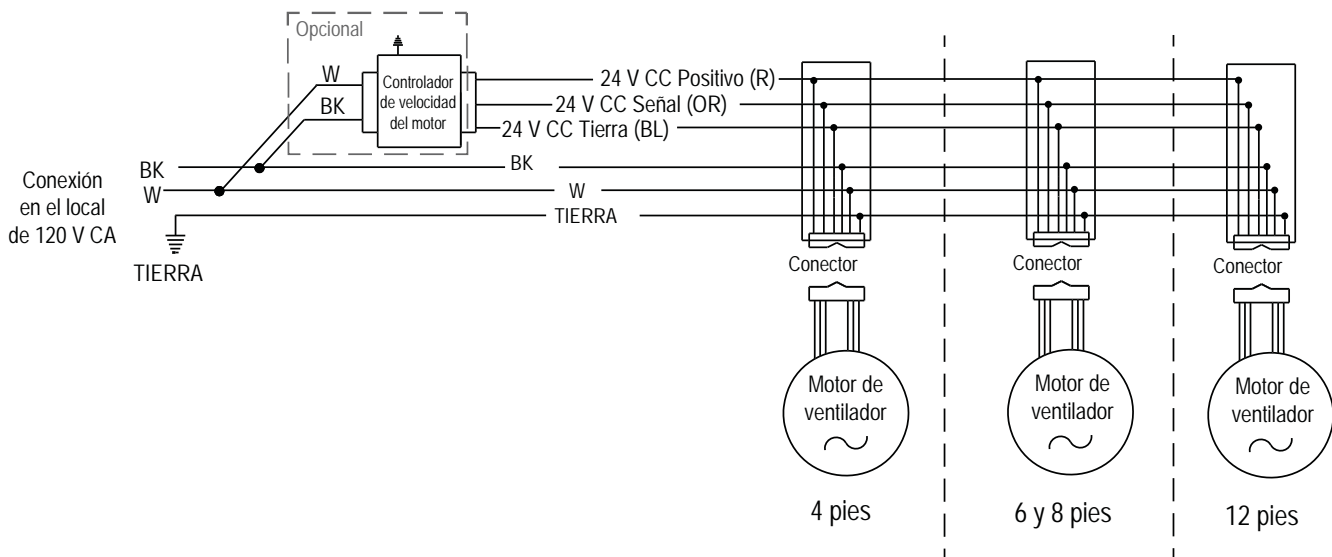 Opcional
W
BK
Controlador
de velocidad
del motor
24 V CC Positivo (R)
24 V CC Señal (OR)
24 V CC Tierra (BL)
Conexión
en el local
de 120 V CA
BK
W
TIERRA
BK
W
TIERRA
Conector
Conector
Conector
Motor de
ventilador
Motor de
ventilador
Motor de
ventilador
4 pies
6 y 8 pies
12 pies